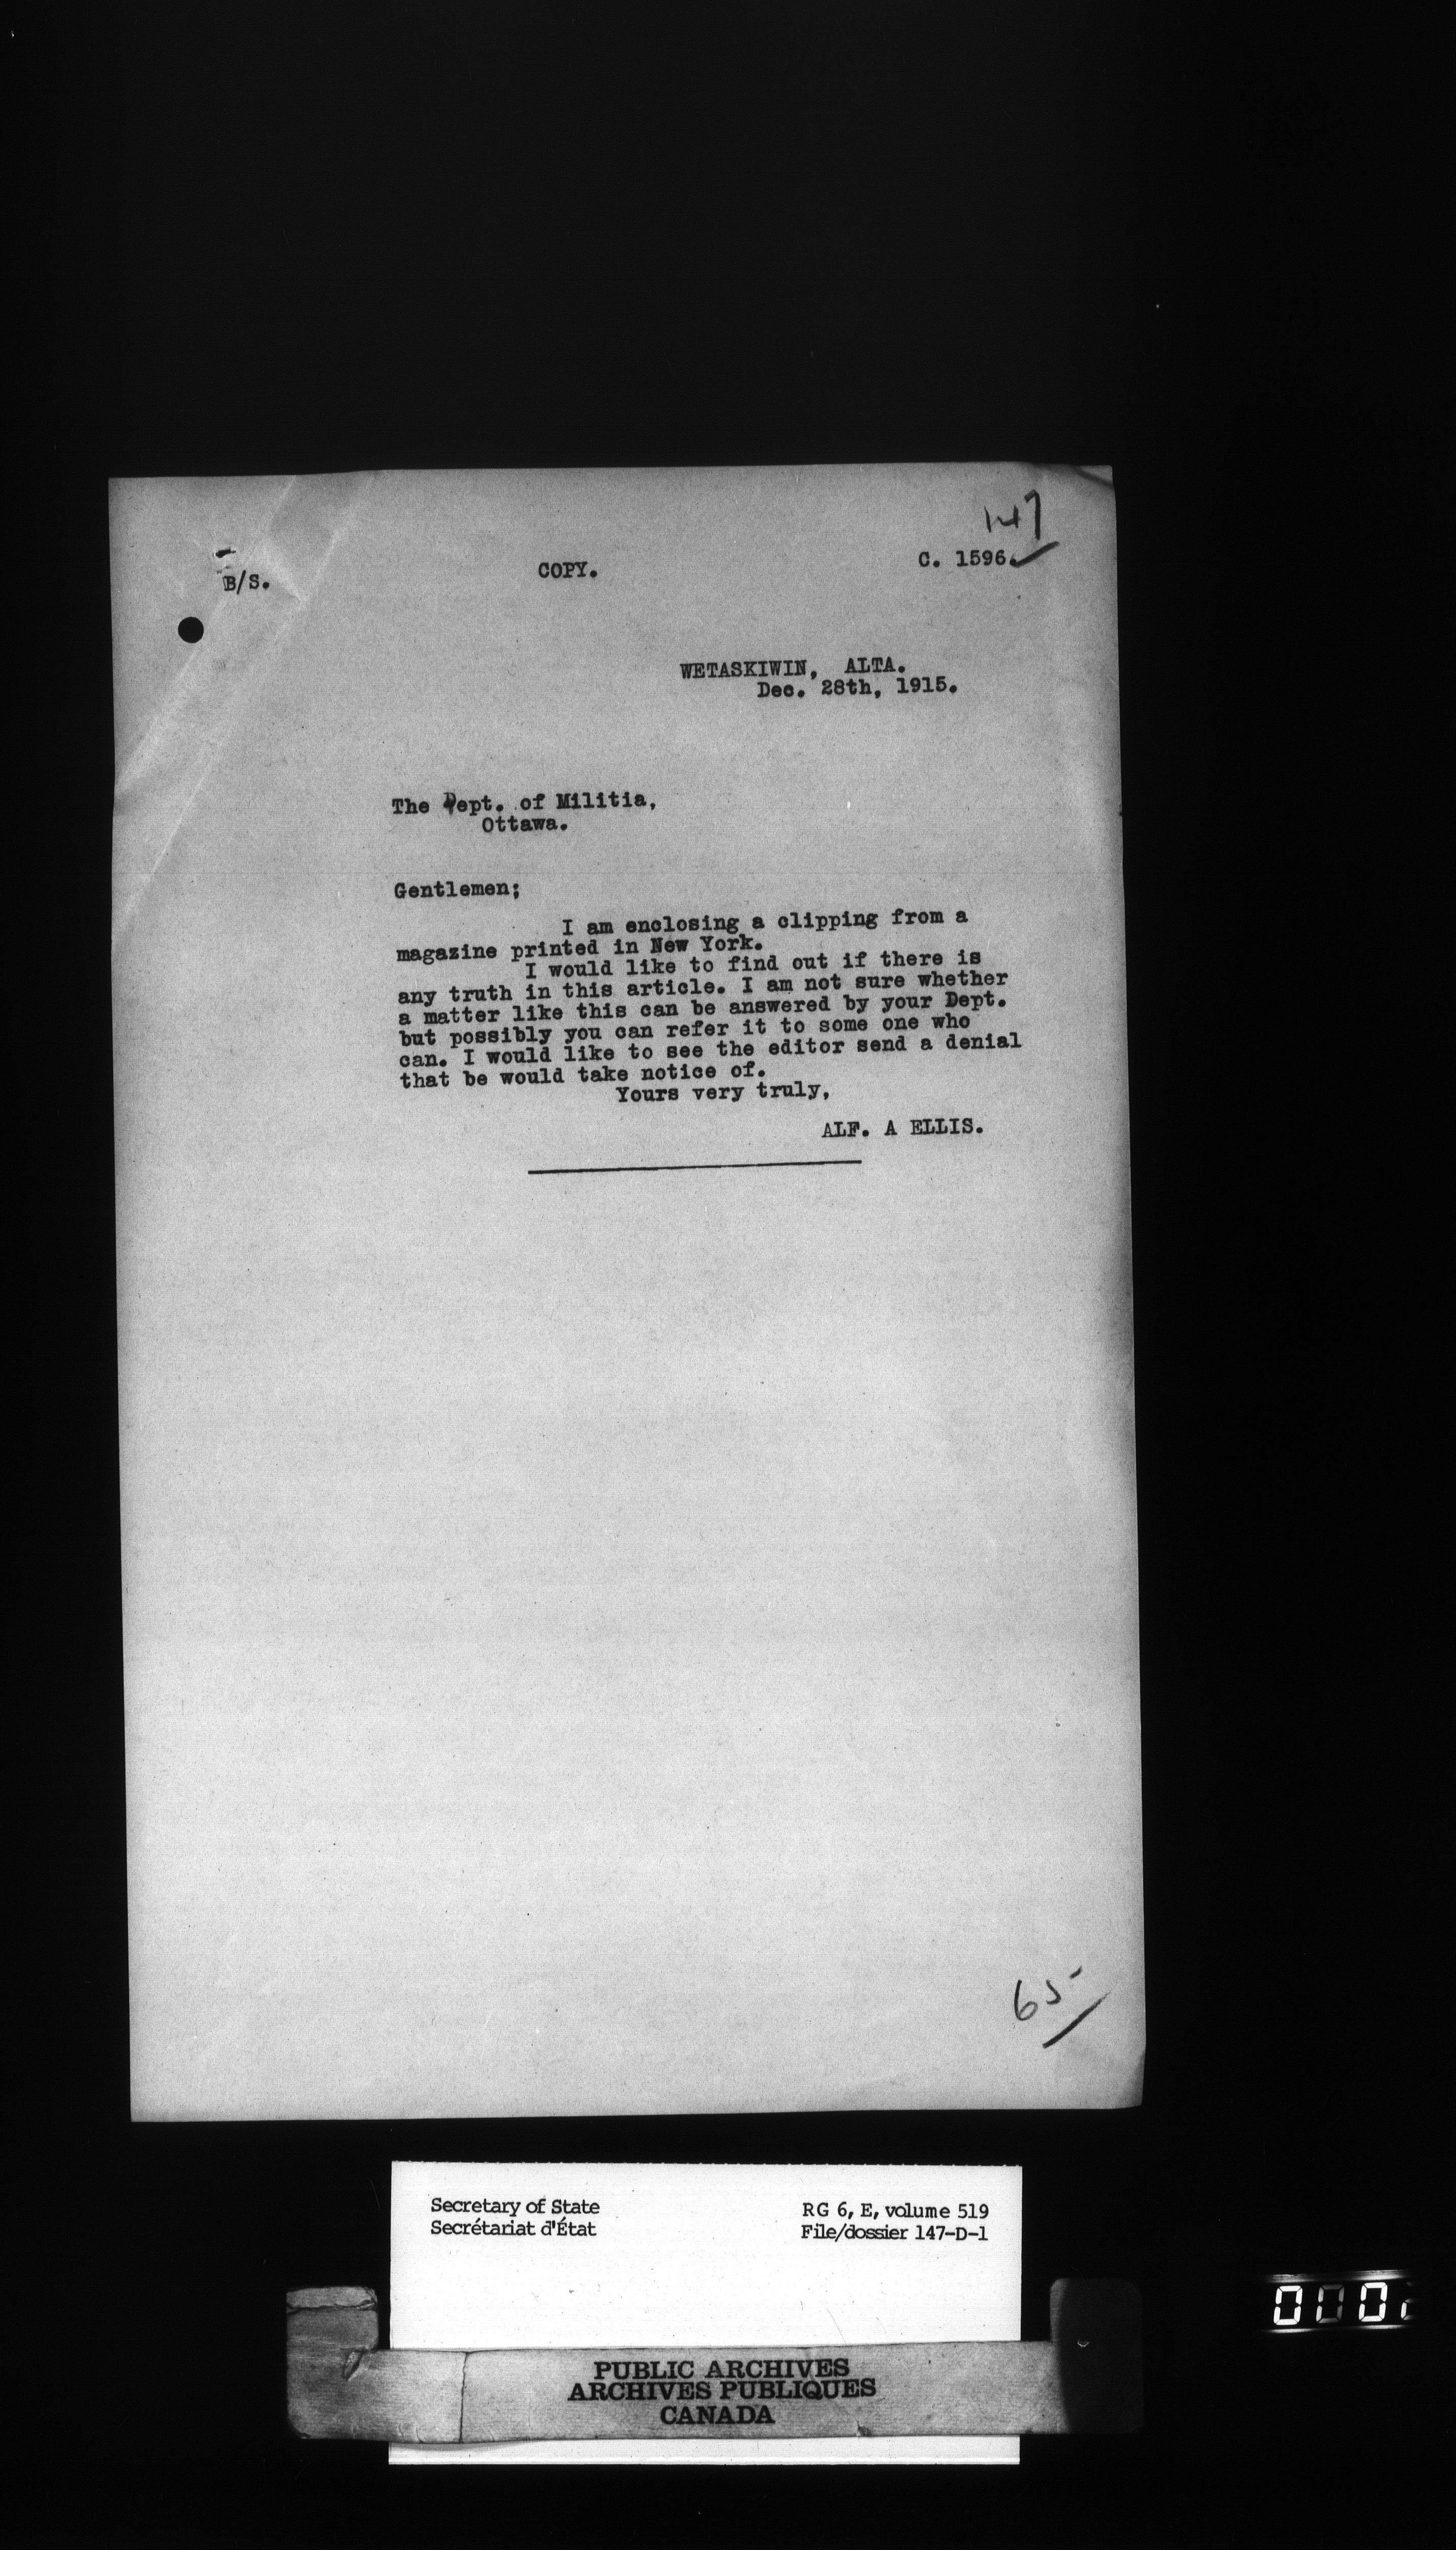 147
B/S.
COPY.
C. 1596.
WETASKIWIN, ALTA.
Dec. 28th, 1915.
The Dept. of Militia,
Ottawa.
Gentlemen;
I am enclosing a clipping from a
magazine printed in New York.
I would like to find out if there is
any truth in this article. I am not sure whether
a matter like this can be answered by your Dept.
but possibly you can refer it to some one who
can. I would like to see the editor send a denial
that be would take notice of.
Yours very truly,
ALF. A ELLIS.
65
Secretary of State
Secrétariat d'État
RG 6, E, volume 519
File/dossier 147-D-1
PUBLIC ARCHIVES
ARCHIVES PUBLIQUES
CANADA